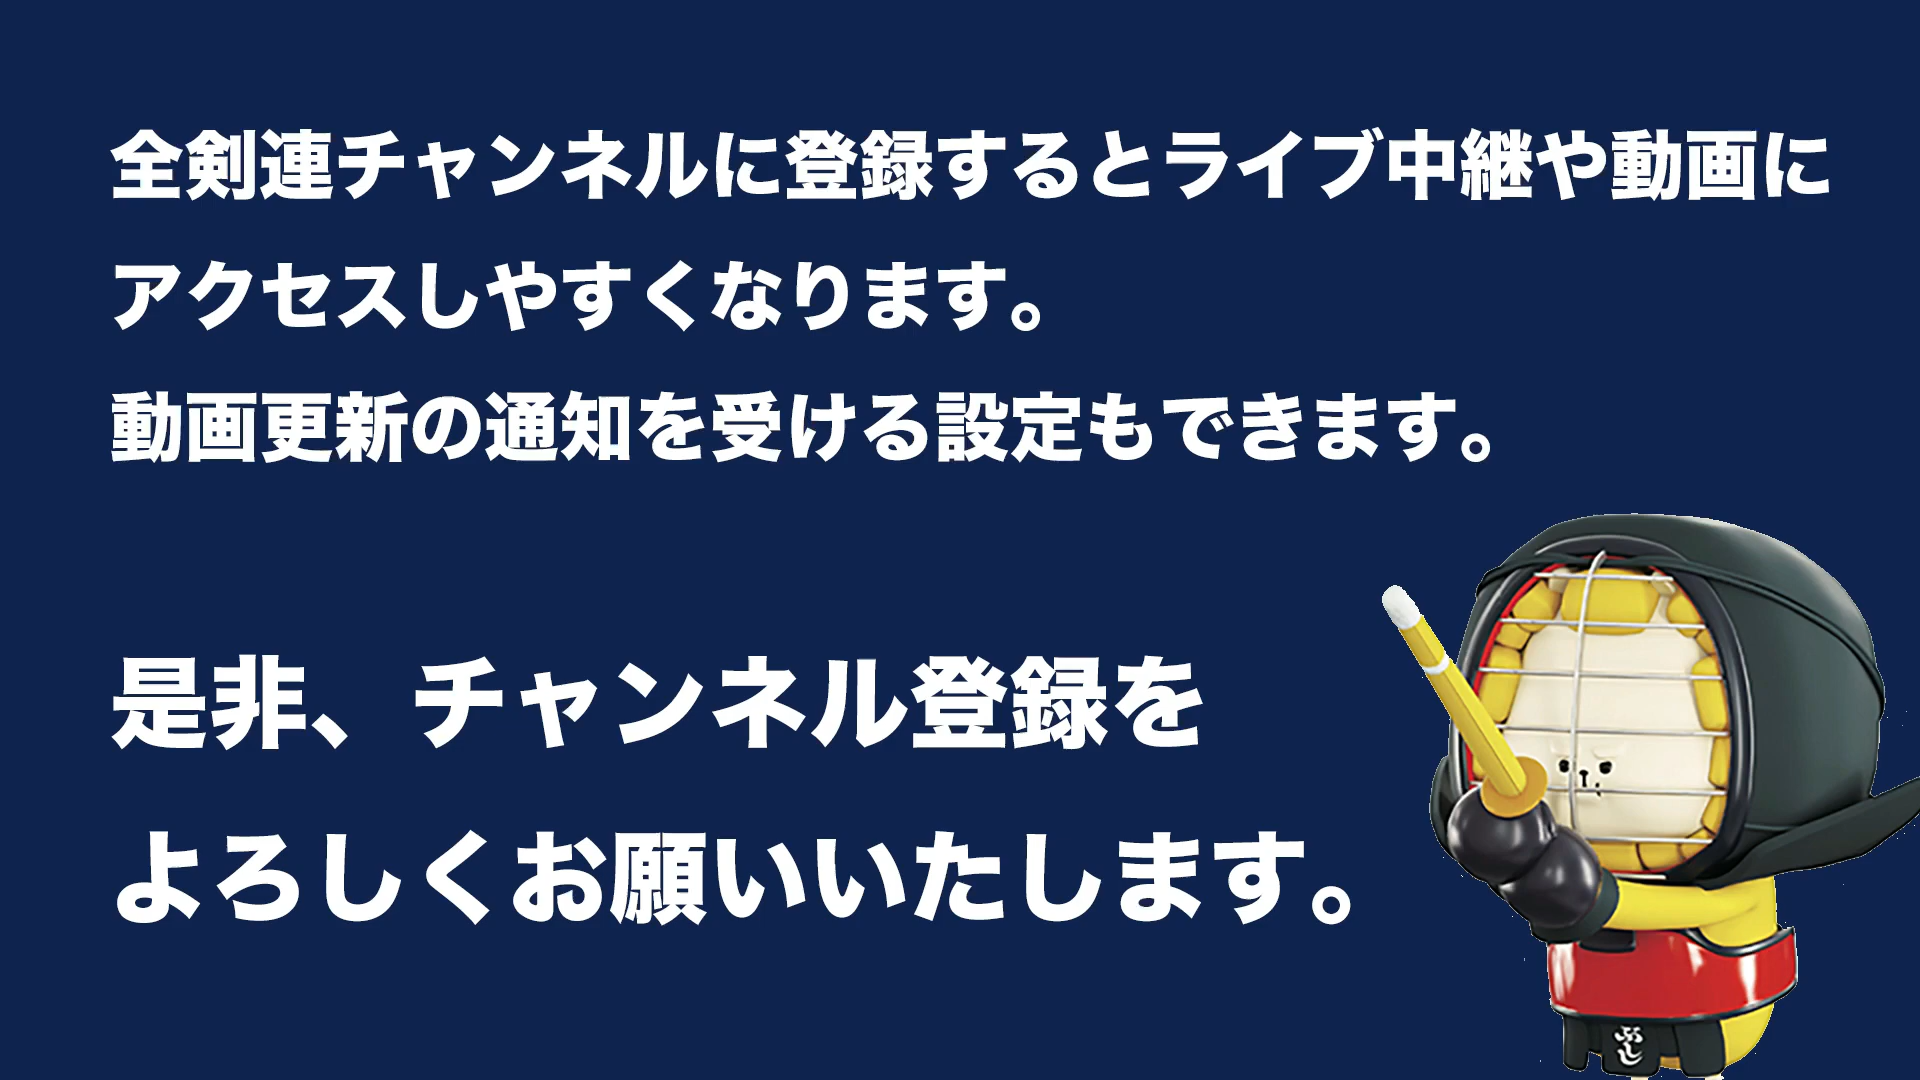 全剣連チャンネルに登録するとライブ中継や動画に
アクセスしやすくなります。
動画更新の通知を受ける設定もできます。
是非、チャンネル登録を
よろしくお願いいたします。
ぶし